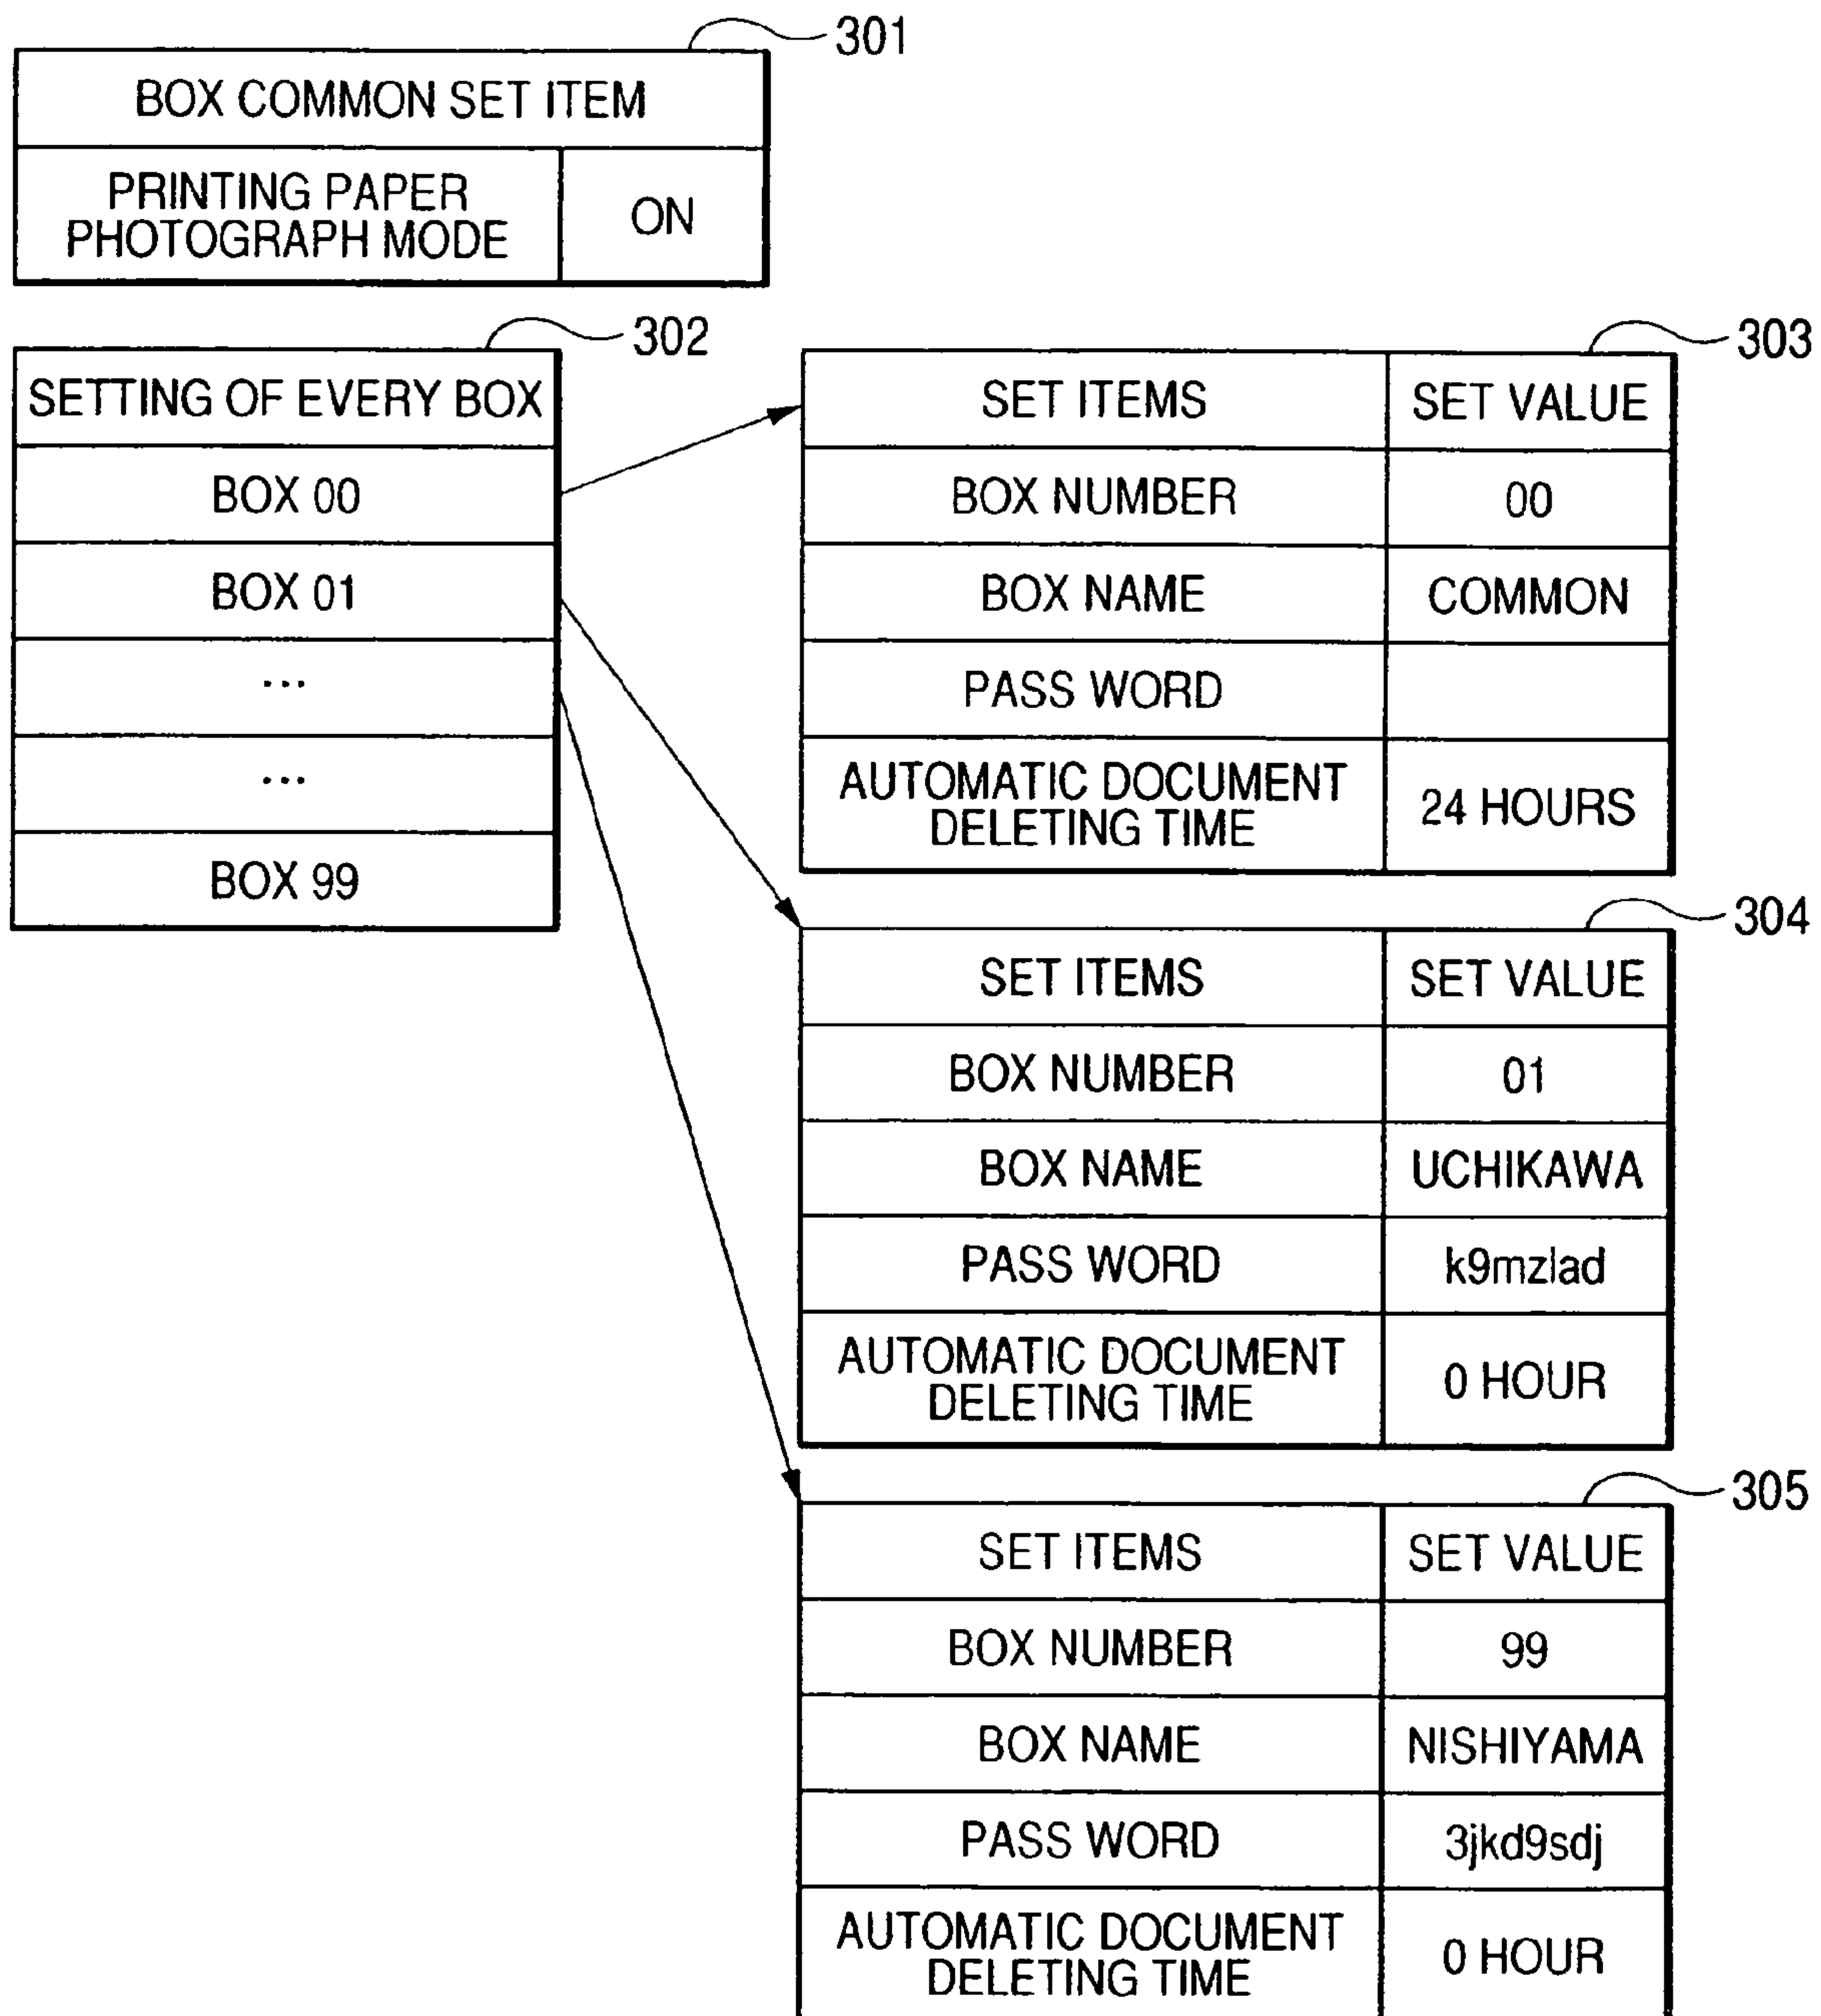 301
BOX COMMON SET ITEM
PRINTING PAPER
PHOTOGRAPH MODE
ON
302
SETTING OF EVERY BOX
BOX 00
BOX 01
...
...
BOX 99
303
SET ITEMS SET VALUE
BOX NUMBER 00
BOX NAME COMMON
PASS WORD
AUTOMATIC DOCUMENT
DELETING TIME
24 HOURS
304
SET ITEMS SET VALUE
BOX NUMBER 01
BOX NAME UCHIKAWA
PASS WORD k9mzlad
AUTOMATIC DOCUMENT
DELETING TIME
0 HOUR
305
SET ITEMS SET VALUE
BOX NUMBER 99
BOX NAME NISHIYAMA
PASS WORD 3jkd9sdj
AUTOMATIC DOCUMENT
DELETING TIME
0 HOUR